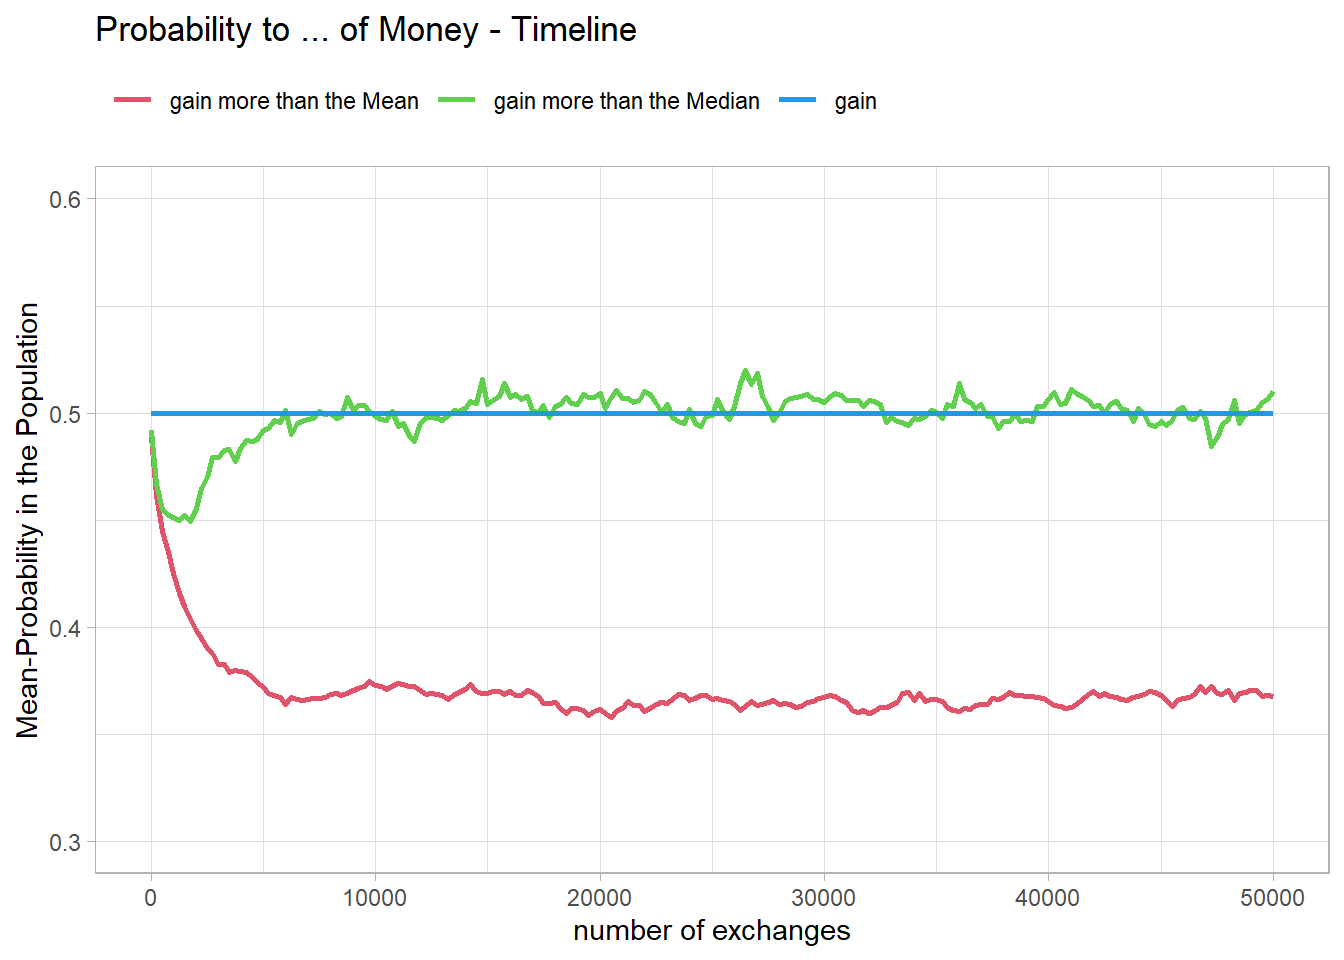 Probability to ... of Money - Timeline
gain more than the Mean gain more than the Median gain
Mean-Probability in the Population
0.6
0.5
0.4
0.3
0 10000 20000 30000 40000 50000
number of exchanges